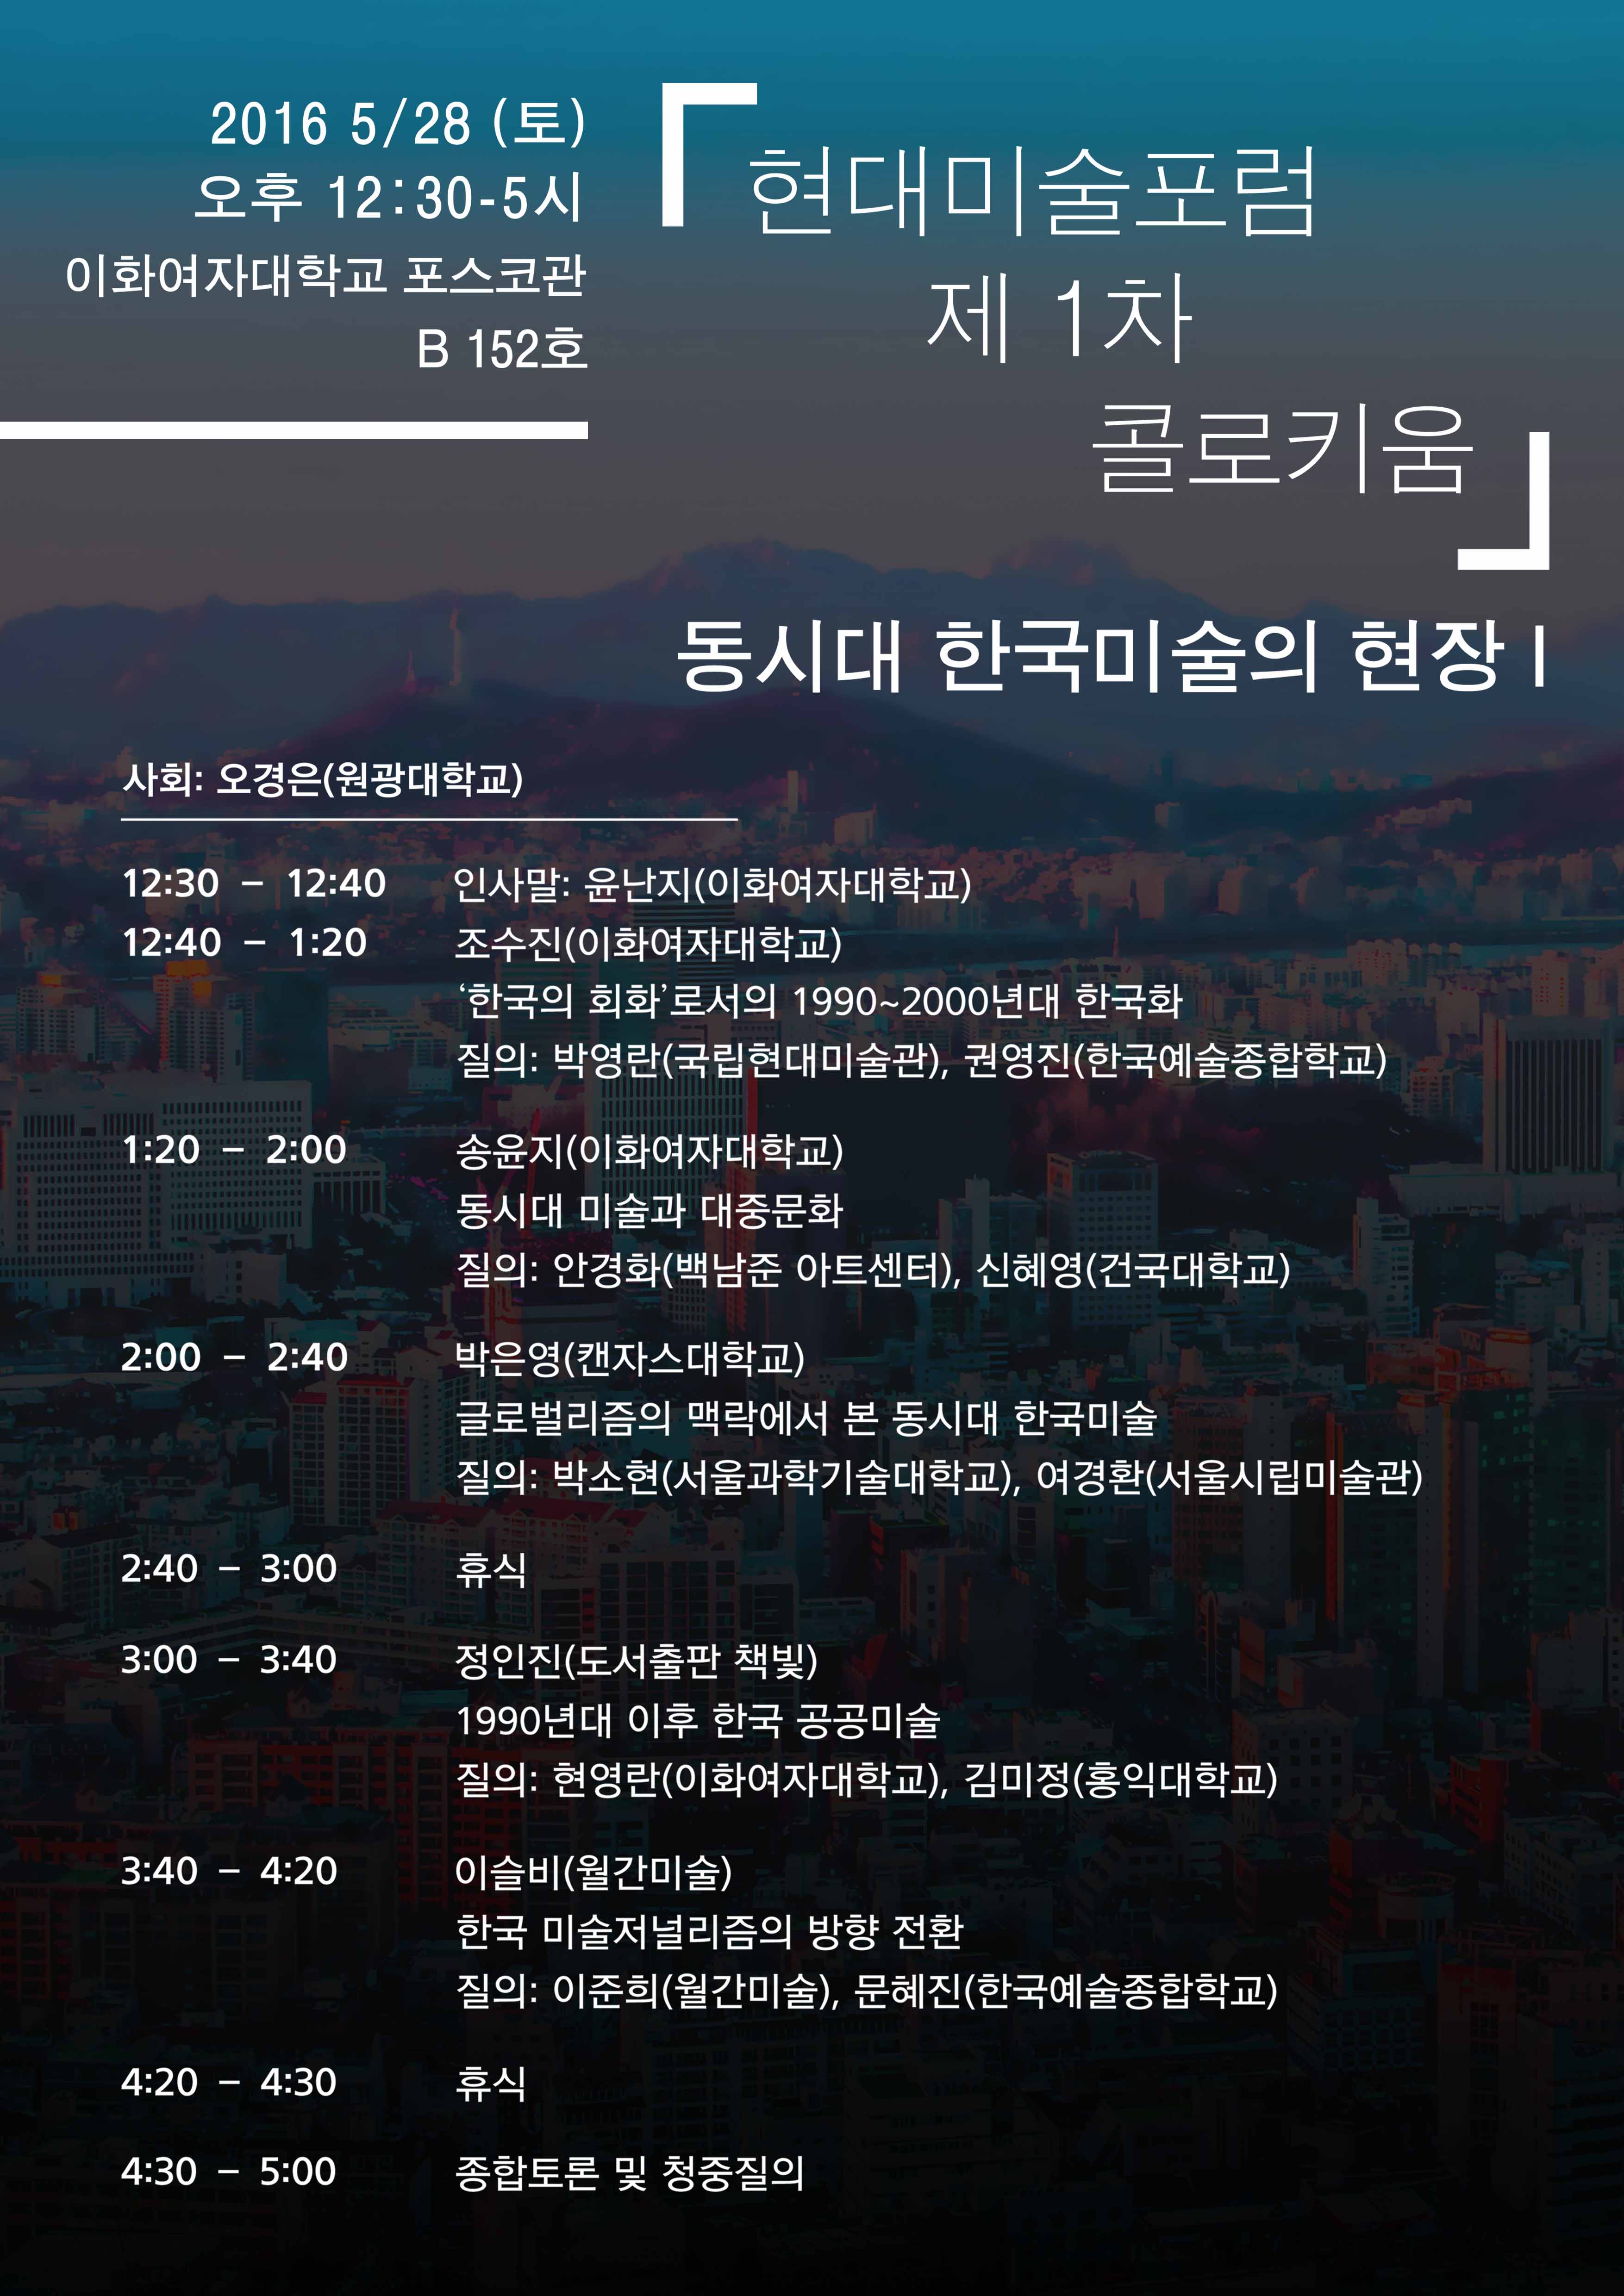 2016 5/28 (토)
오후 12:30-5시
이화여자대학교 포스코관
B 152호
「현대미술포럼
제 1차
콜로키움」
동시대 한국미술의 현장 I
사회: 오경은(원광대학교)
12:30 – 12:40 인사말: 윤난지(이화여자대학교)
12:40 – 1:20 조수진(이화여자대학교)
‘한국의 회화’로서의 1990~2000년대 한국화
질의: 박영란(국립현대미술관), 권영진(한국예술종합학교)
1:20 – 2:00 송윤지(이화여자대학교)
동시대 미술과 대중문화
질의: 안경화(백남준 아트센터), 신혜영(건국대학교)
2:00 – 2:40 박은영(캔자스대학교)
글로벌리즘의 맥락에서 본 동시대 한국미술
질의: 박소현(서울과학기술대학교), 여경환(서울시립미술관)
2:40 – 3:00 휴식
3:00 – 3:40 정인진(도서출판 책빛)
1990년대 이후 한국 공공미술
질의: 현영란(이화여자대학교), 김미정(홍익대학교)
3:40 – 4:20 이슬비(월간미술)
한국 미술저널리즘의 방향 전환
질의: 이준희(월간미술), 문혜진(한국예술종합학교)
4:20 – 4:30 휴식
4:30 – 5:00 종합토론 및 청중질의